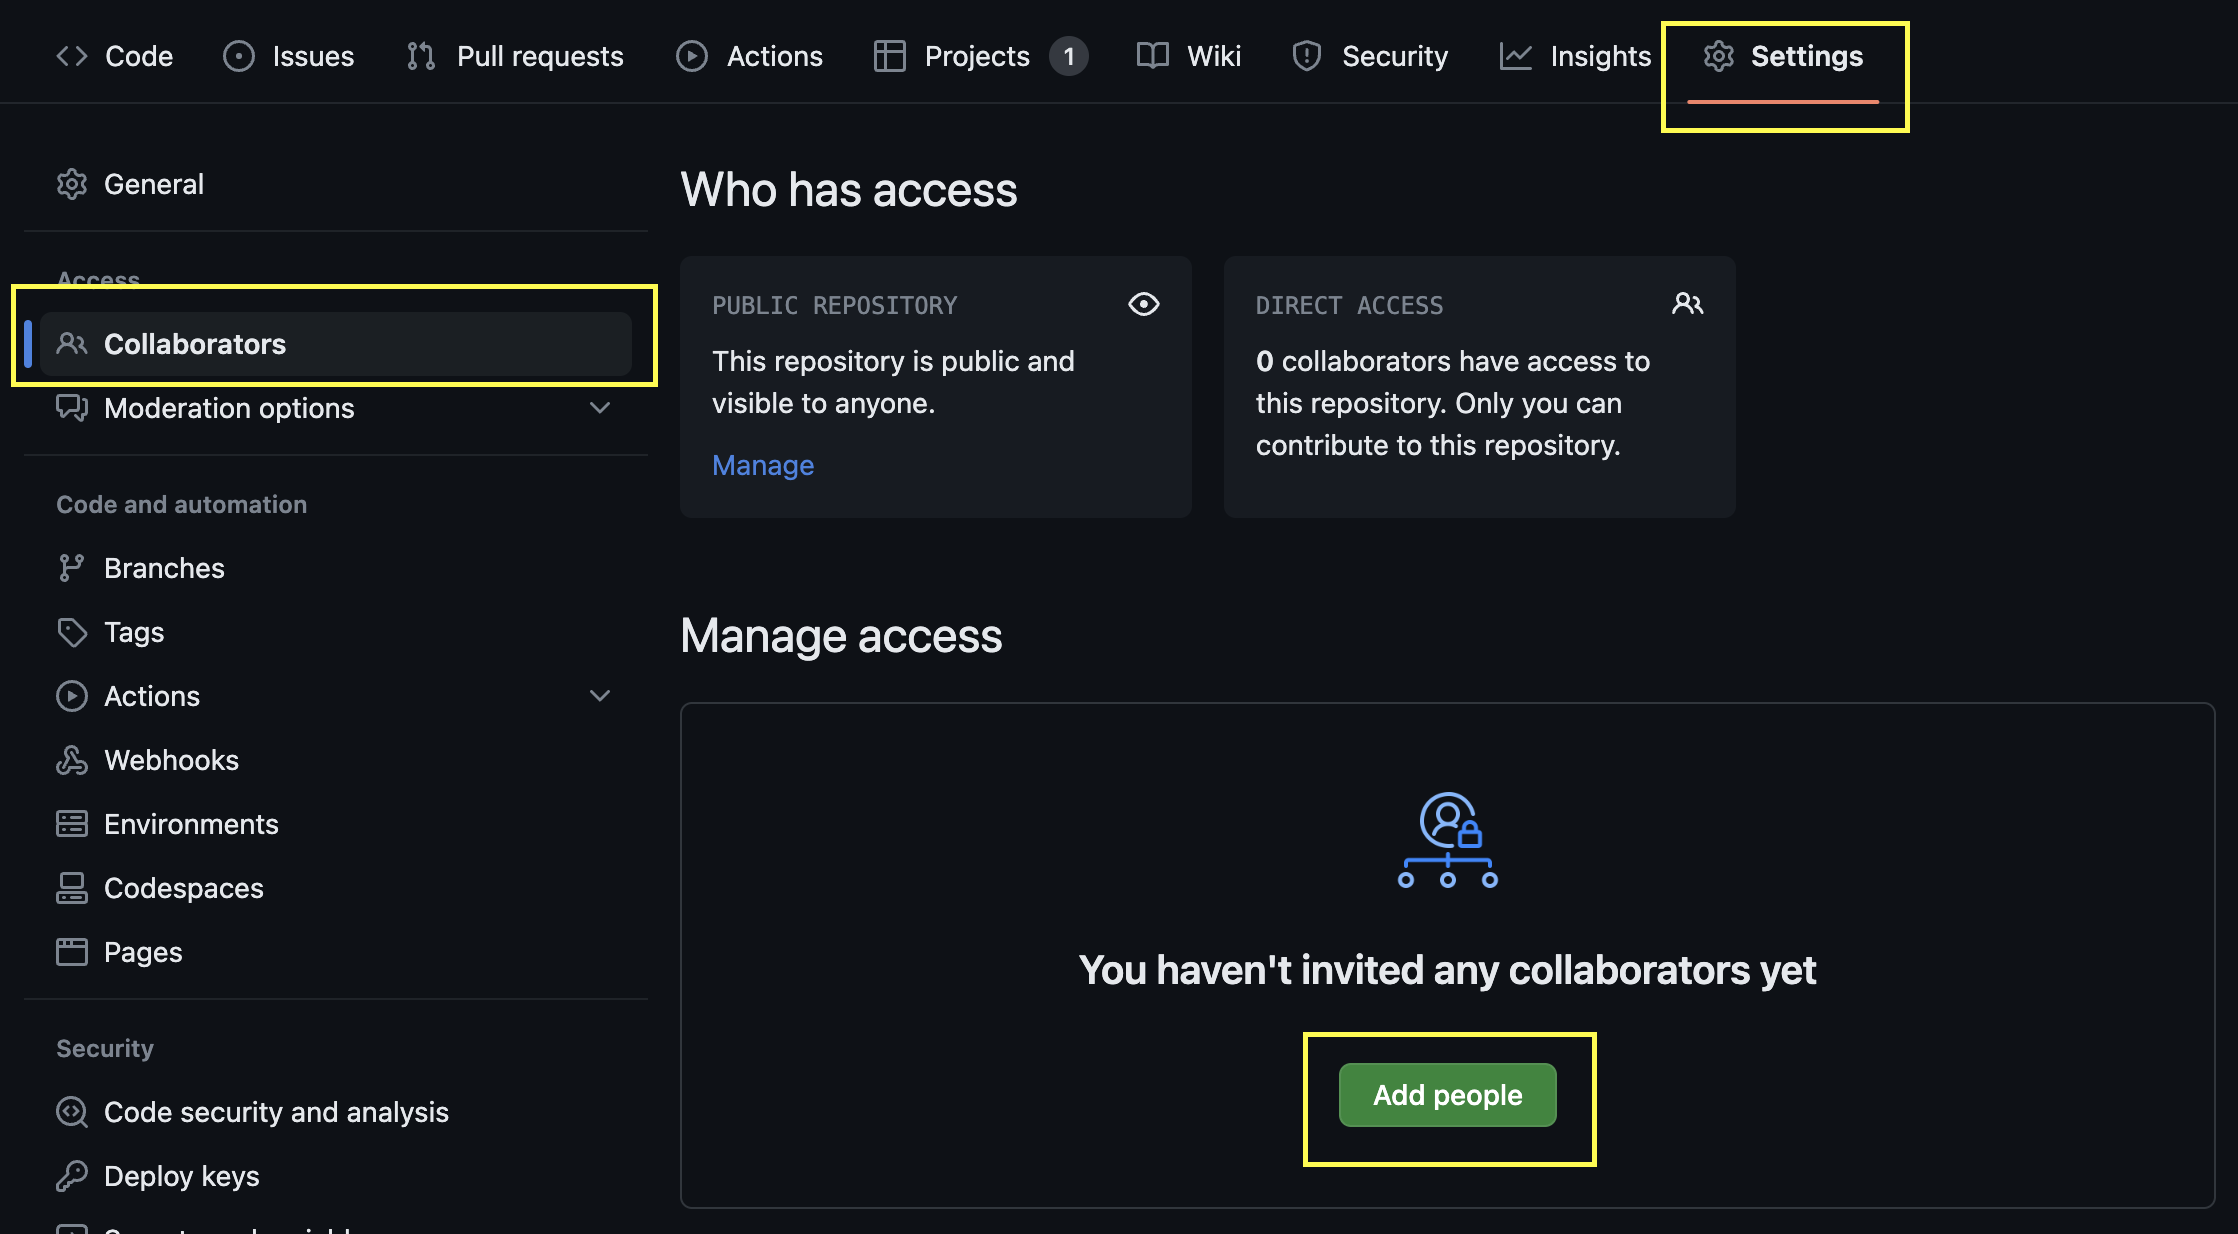 Code Issues Pull requests Actions Projects 1 Wiki Security Insights Settings
General
Access
Collaborators
Moderation options
Code and automation
Branches
Tags
Actions
Webhooks
Environments
Codespaces
Pages
Security
Code security and analysis
Deploy keys
Who has access
PUBLIC REPOSITORY
This repository is public and
visible to anyone.
Manage
DIRECT ACCESS
0 collaborators have access to
this repository. Only you can
contribute to this repository.
Manage access
You haven't invited any collaborators yet
Add people